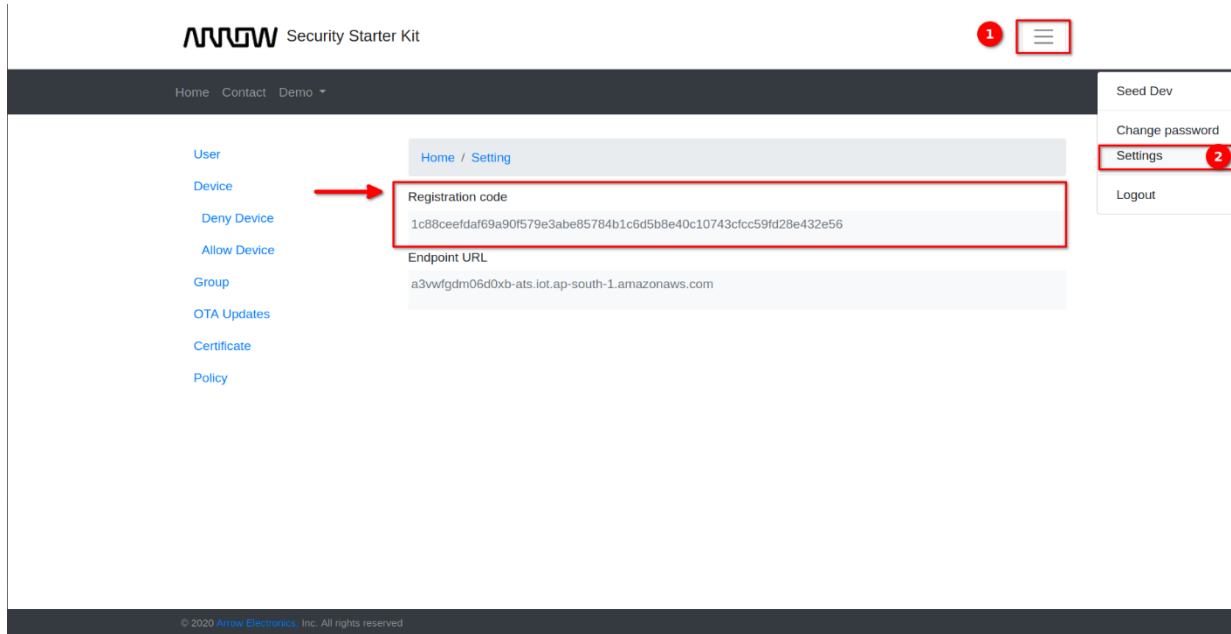 ARROW Security Starter Kit
1
Home Contact Demo
Seed Dev
Change password
Settings 2
Logout
User
Device
Deny Device
Allow Device
Group
OTA Updates
Certificate
Policy
Home / Setting
Registration code
1c88ceefdaf69a90f579e3abe85784b1c6d5b8e40c10743cfcc59fd28e432e56
Endpoint URL
a3vwfgdm06d0xb-ats.iot.ap-south-1.amazonaws.com
© 2020 Arrow Electronics, Inc. All rights reserved